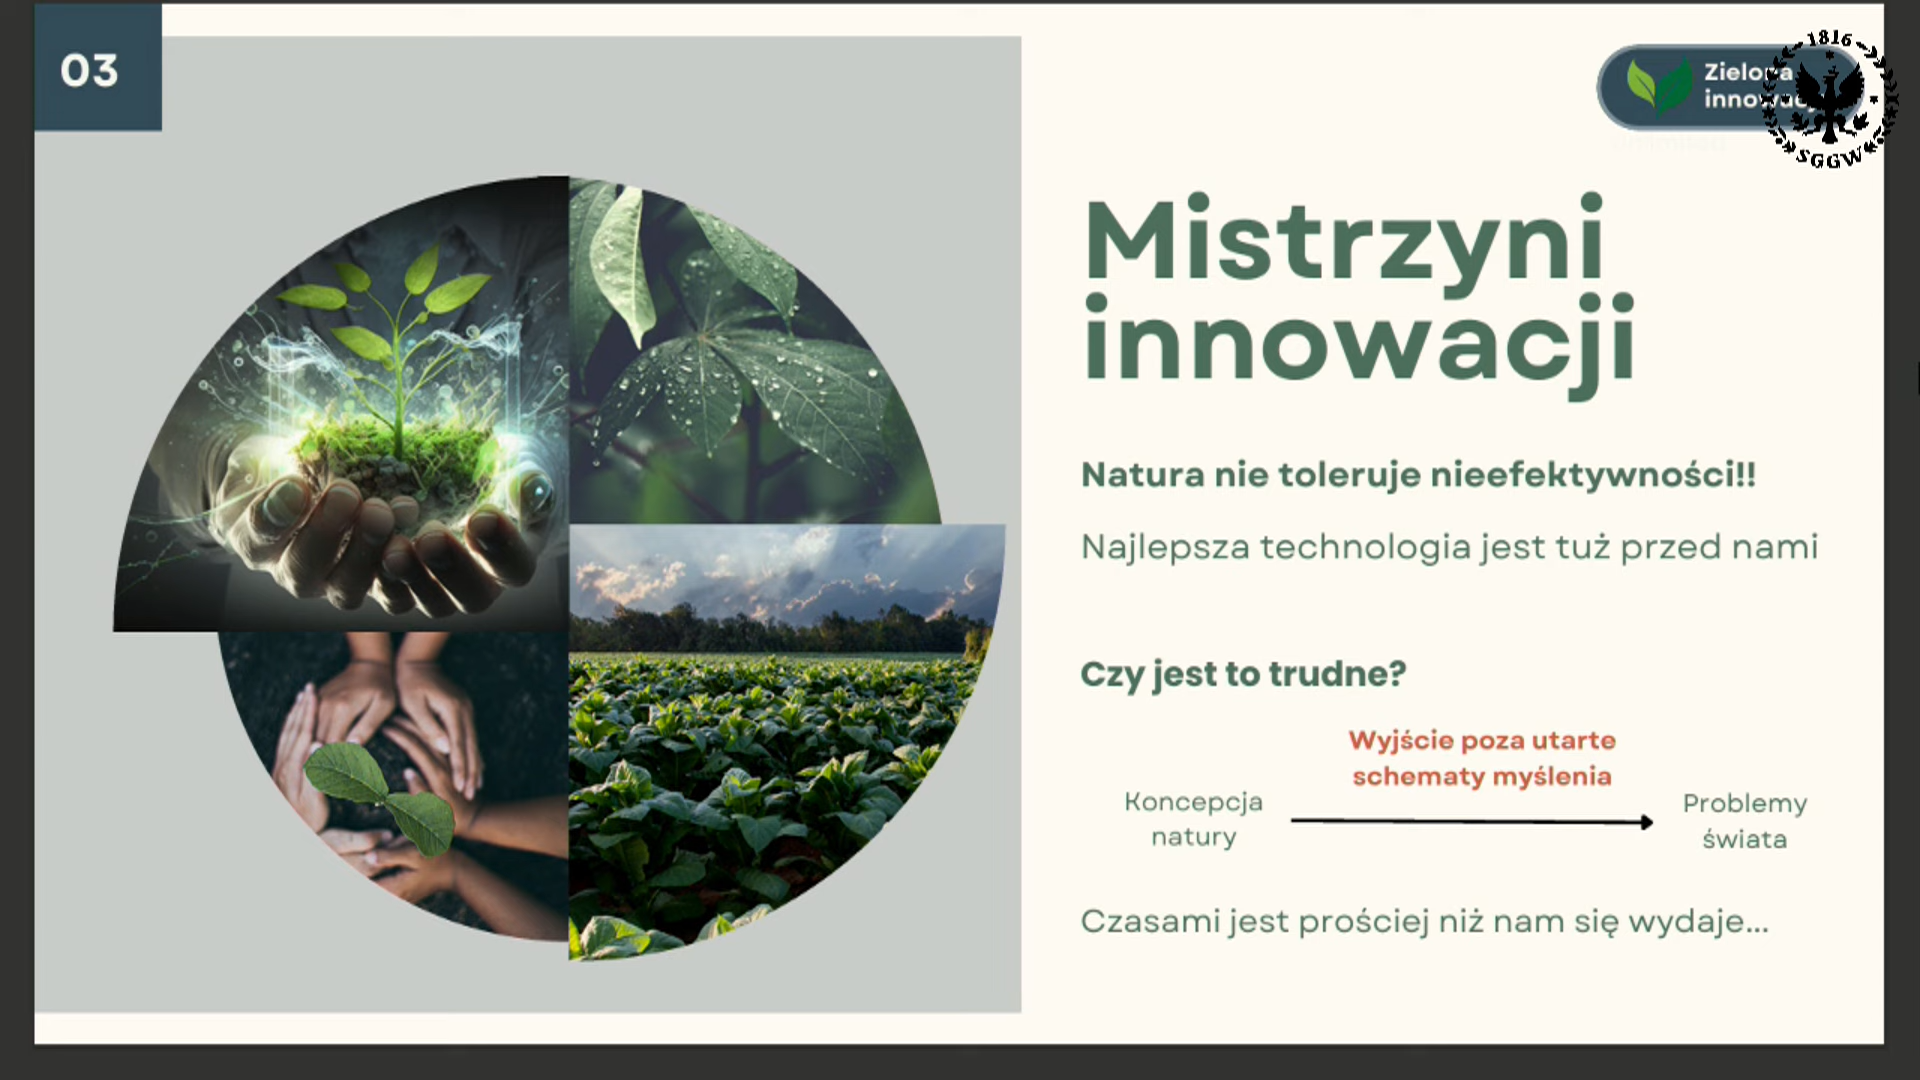 03
Zielona
1816
SGGW
Mistrzyni
innowacji
Natura nie toleruje nieefektywności!!
Najlepsza technologia jest tuż przed nami
Czy jest to trudne?
Wyjście poza utarte
schematy myślenia
Koncepcja
natury
Problemy
świata
Czasami jest prościej niż nam się wydaje...